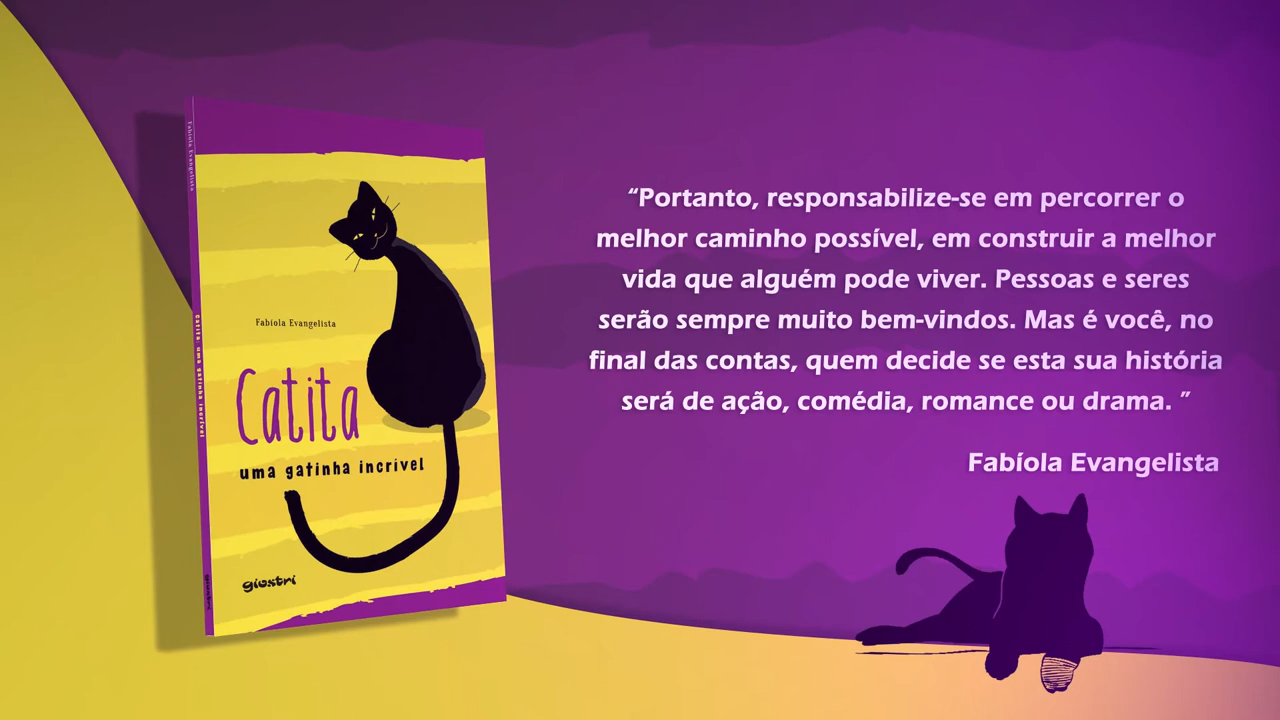 Fabíola Evangelista
Catita: uma gatinha incrível
giostri
Fabíola Evangelista
Catita
uma gatinha incrível
giostri
“Portanto, responsabilize-se em percorrer o
melhor caminho possível, em construir a melhor
vida que alguém pode viver. Pessoas e seres
serão sempre muito bem-vindos. Mas é você, no
final das contas, quem decide se esta sua história
será de ação, comédia, romance ou drama. ”
Fabíola Evangelista